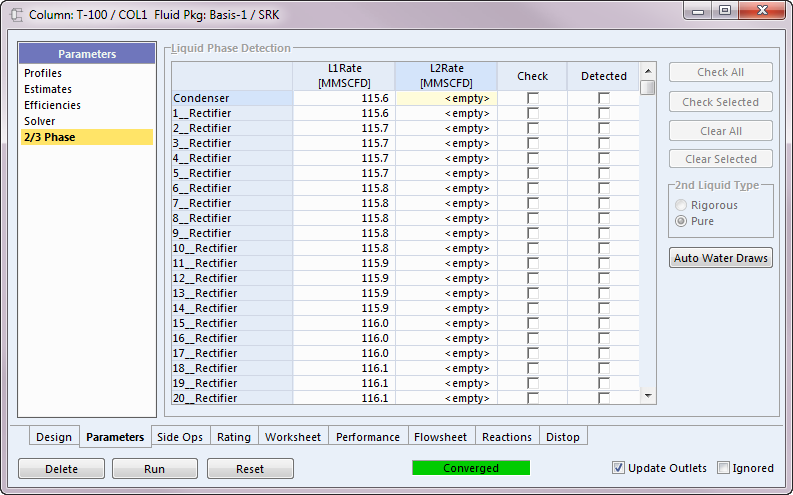 Column: T-100 / COL1 Fluid Pkg: Basis-1 / SRK
Parameters
Profiles
Estimates
Efficiencies
Solver
2/3 Phase
Liquid Phase Detection
L1Rate [MMSCFD] L2Rate [MMSCFD] Check Detected
Condenser 115.6 <empty>
1__Rectifier 115.6 <empty>
2__Rectifier 115.7 <empty>
3__Rectifier 115.7 <empty>
4__Rectifier 115.7 <empty>
5__Rectifier 115.7 <empty>
6__Rectifier 115.8 <empty>
7__Rectifier 115.8 <empty>
8__Rectifier 115.8 <empty>
9__Rectifier 115.8 <empty>
10__Rectifier 115.8 <empty>
11__Rectifier 115.9 <empty>
12__Rectifier 115.9 <empty>
13__Rectifier 115.9 <empty>
14__Rectifier 115.9 <empty>
15__Rectifier 116.0 <empty>
16__Rectifier 116.0 <empty>
17__Rectifier 116.0 <empty>
18__Rectifier 116.1 <empty>
19__Rectifier 116.1 <empty>
20__Rectifier 116.1 <empty>
Check All
Check Selected
Clear All
Clear Selected
2nd Liquid Type
Rigorous
Pure
Auto Water Draws
Design Parameters Side Ops Rating Worksheet Performance Flowsheet Reactions Distop
Delete Run Reset Converged Update Outlets Ignored